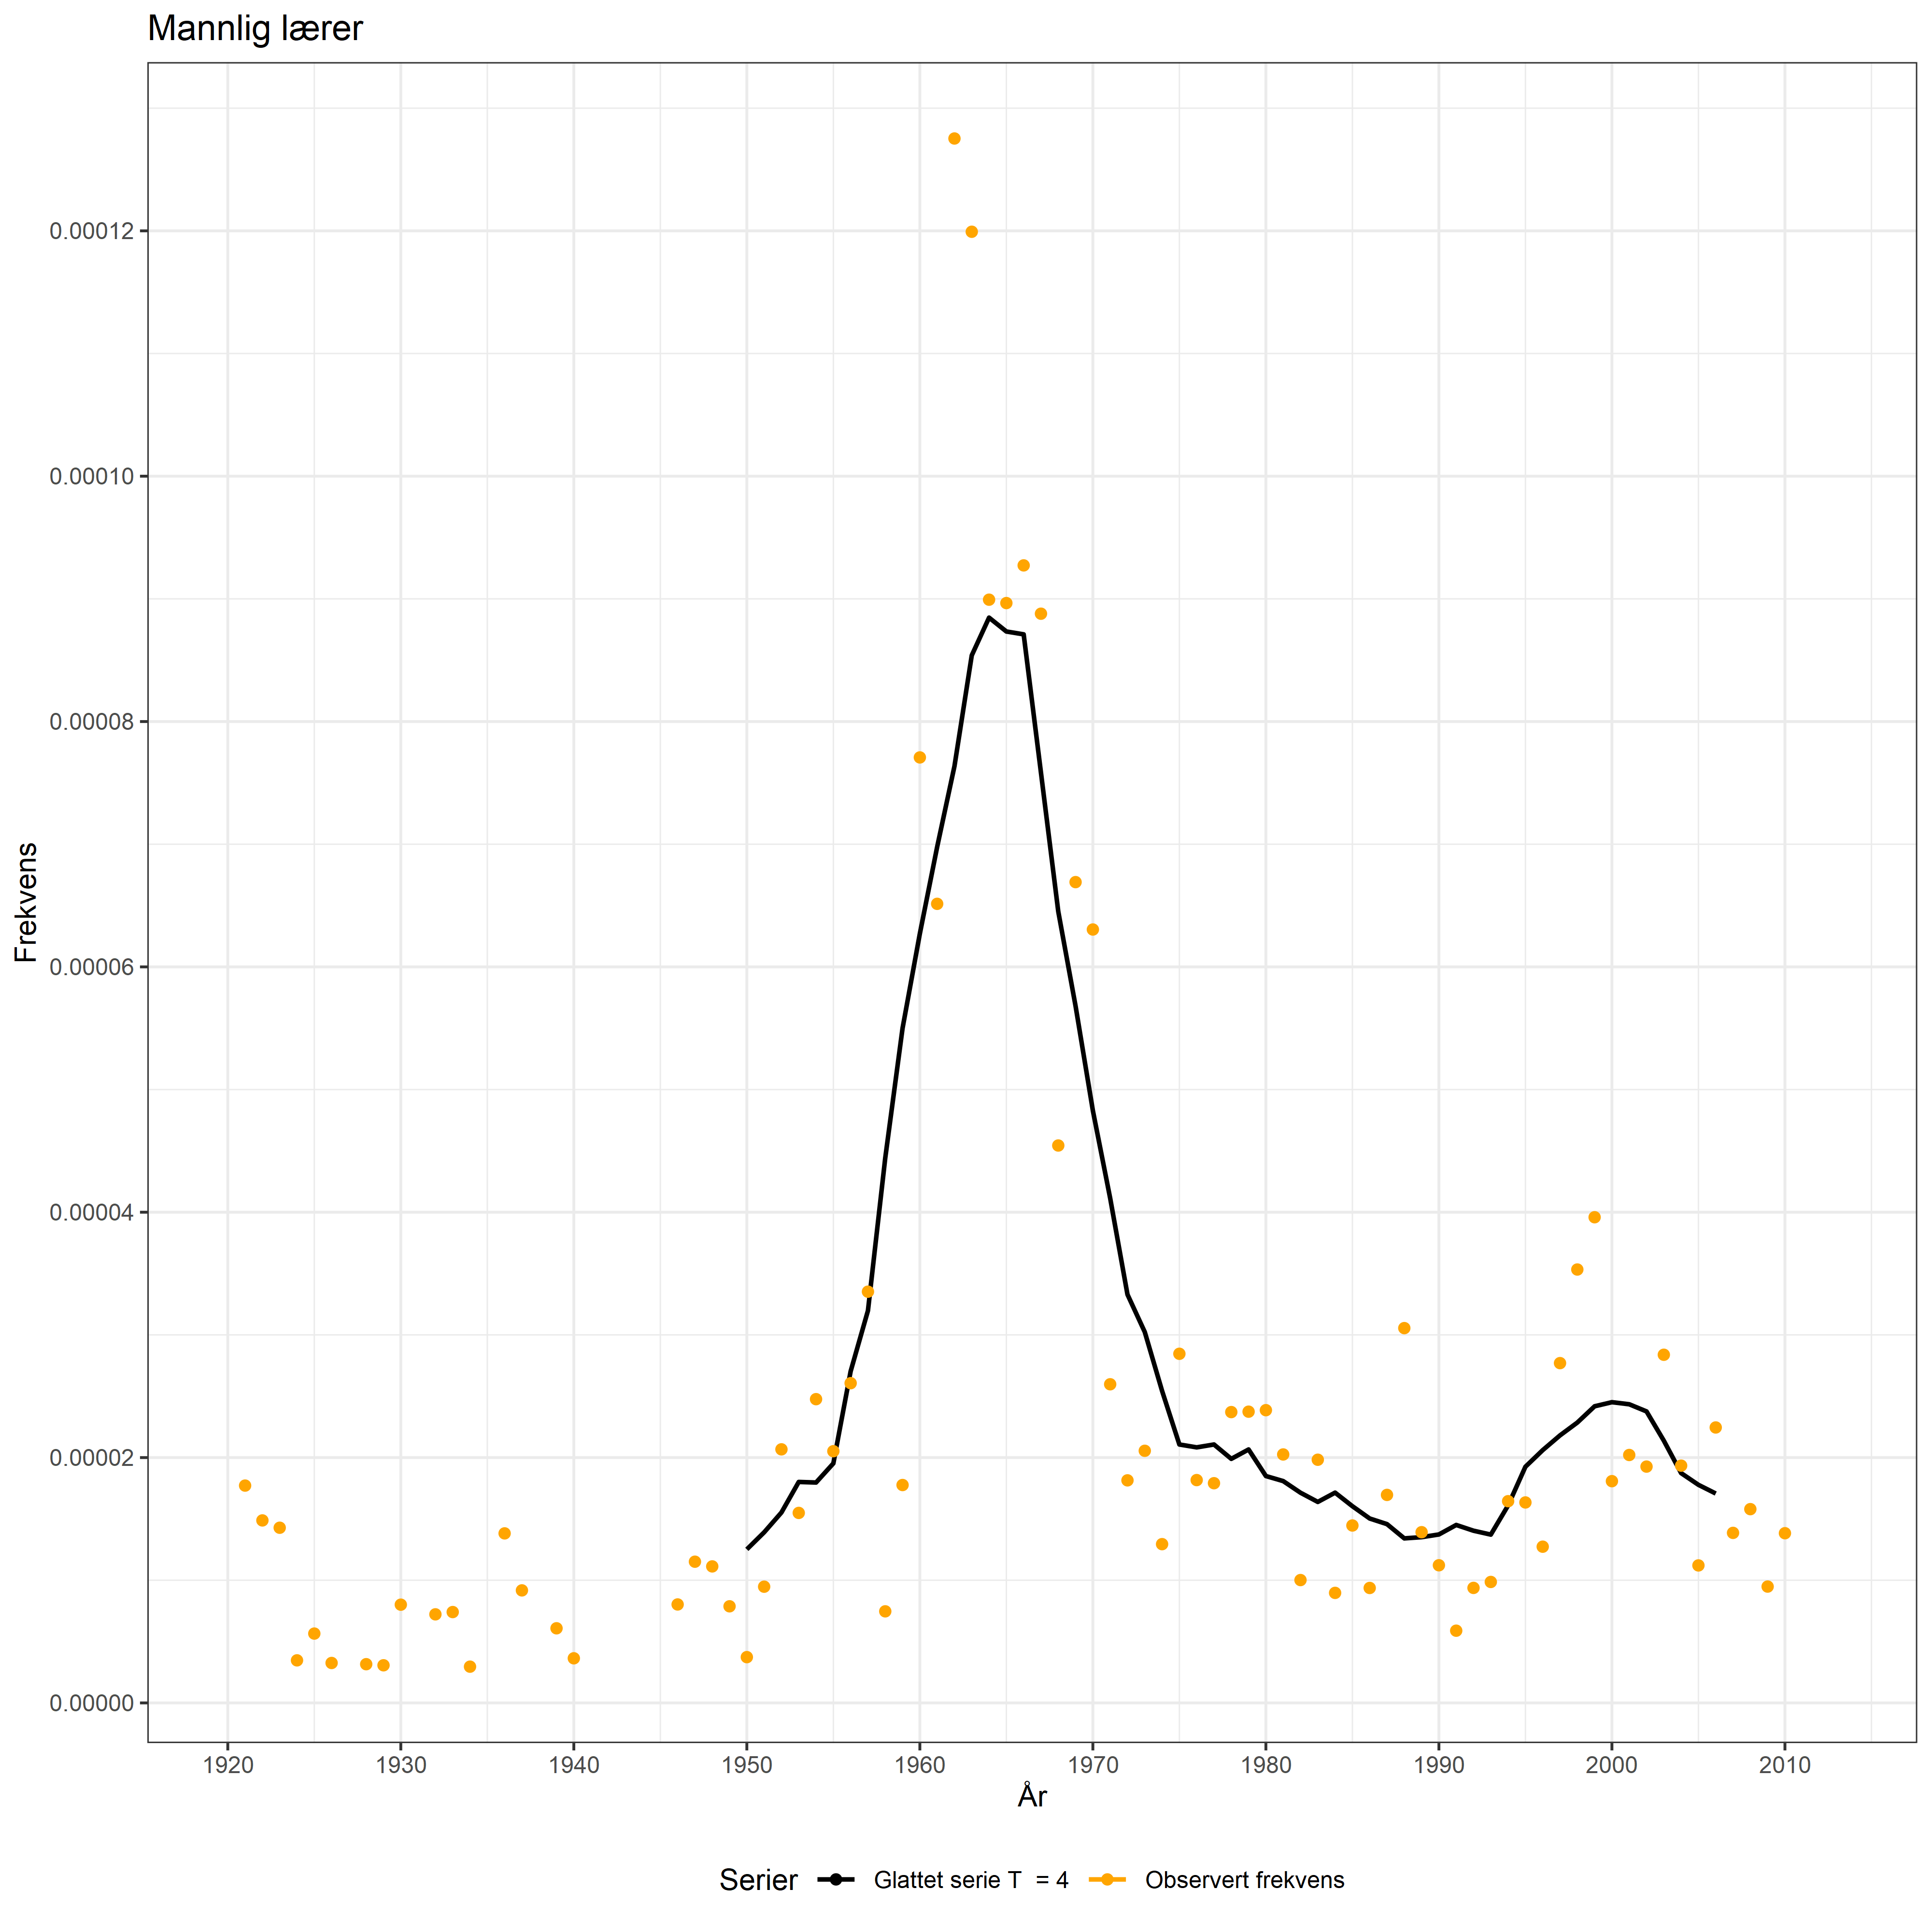 Mannlig lærer
Frekvens
0.00012
0.00010
0.00008
0.00006
0.00004
0.00002
0.00000
1920 1930 1940 1950 1960 1970 1980 1990 2000 2010
År
Serier Glattet serie T = 4 Observert frekvens